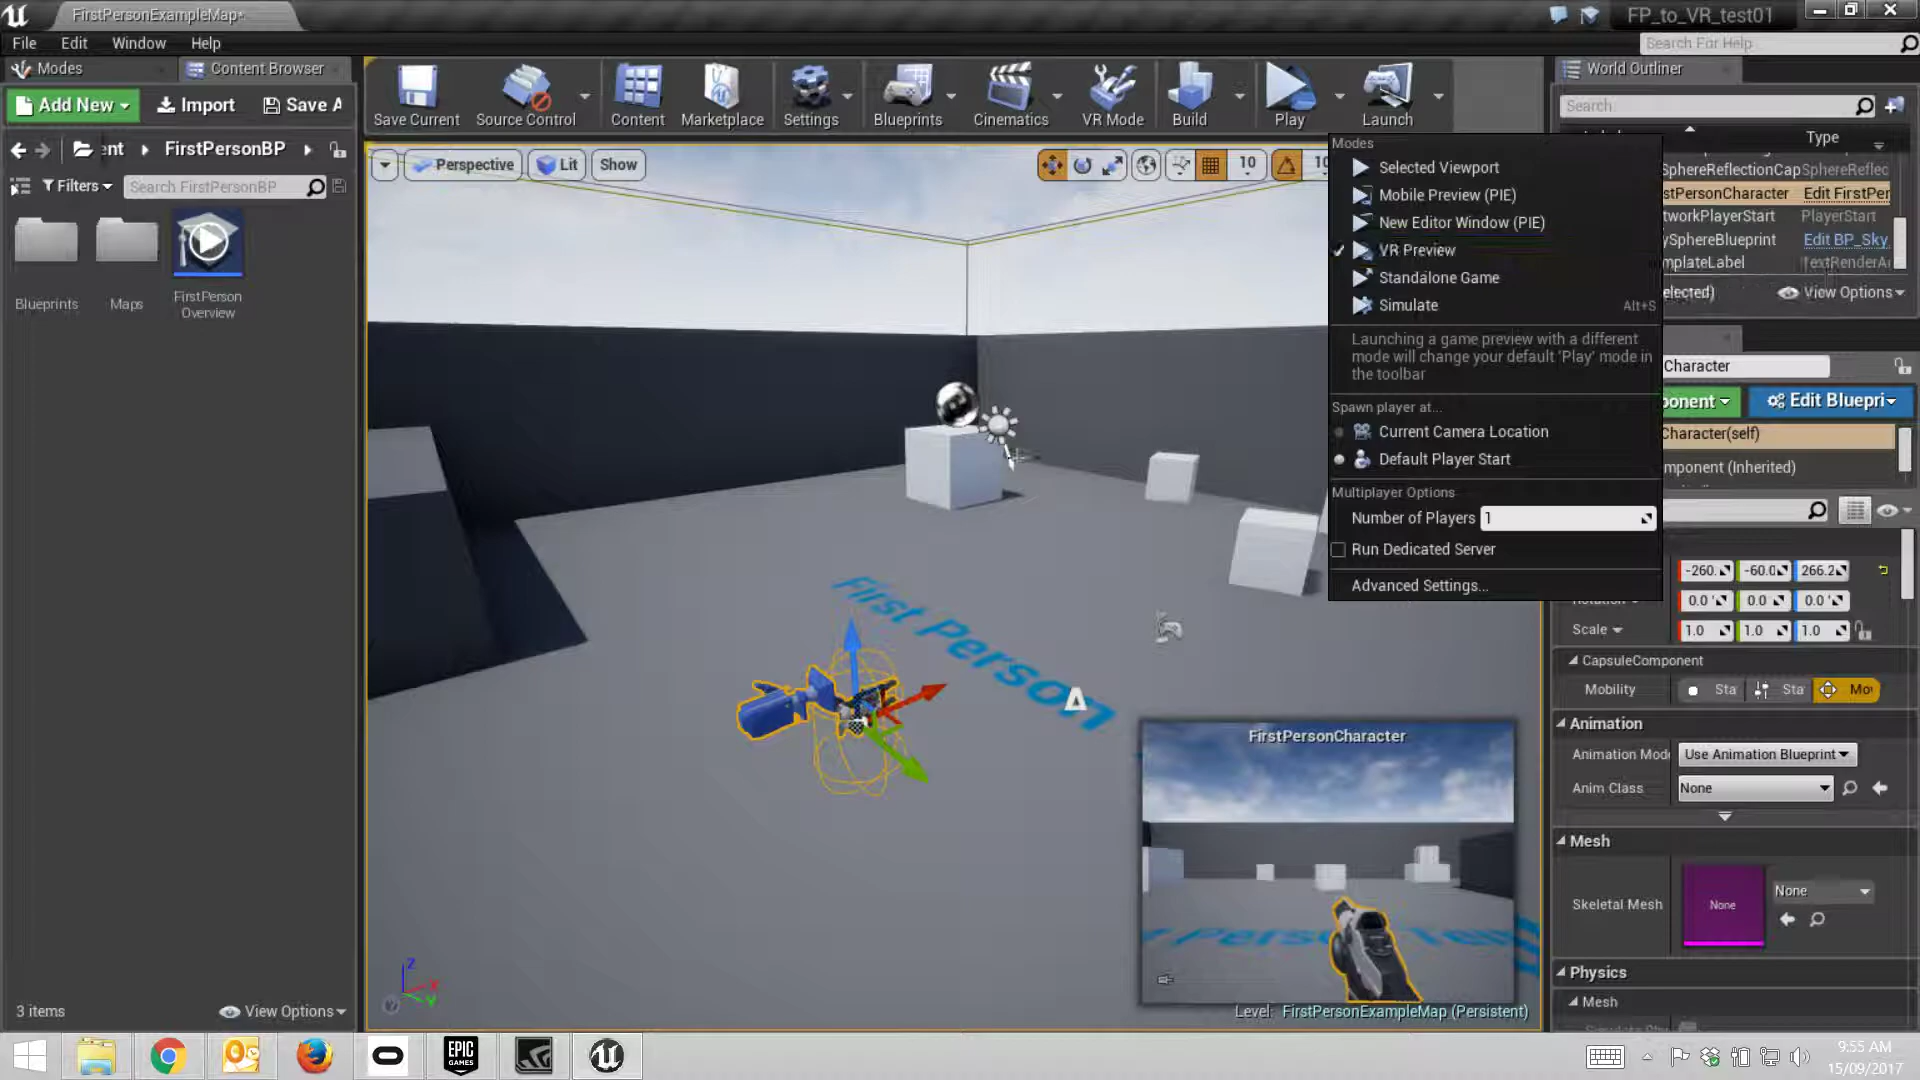 FirstPersonExampleMap*
FP_to_VR_test01
File Edit Window Help
Search For Help
Modes
Content Browser
World Outliner
Add New
Import
Save A
Save Current
Source Control
Content
Marketplace
Settings
Blueprints
Cinematics
VR Mode
Build
Play
Launch
Search
Type
ent
FirstPersonBP
Filters
Search FirstPersonBP
Blueprints
Maps
FirstPerson
Overview
Perspective
Lit
Show
10
10
Modes
Selected Viewport
Mobile Preview (PIE)
New Editor Window (PIE)
VR Preview
Standalone Game
Simulate
Alt+S
Launching a game preview with a different
mode will change your default 'Play' mode in
the toolbar
Spawn player at...
Current Camera Location
Default Player Start
Multiplayer Options
Number of Players 1
Run Dedicated Server
Advanced Settings...
SphereReflectionCap SphereReflec
stPersonCharacter Edit FirstPer
tworkPlayerStart PlayerStart
ySphereBlueprint Edit BP_Sky
mplateLabel TextRenderA
elected)
View Options
Character
ponent
Edit Bluepri
Character(self)
mponent (Inherited)
-260. -60.0 266.2
0.0 0.0 0.0
Scale 1.0 1.0 1.0
CapsuleComponent
Mobility Sta Sta Mov
Animation
Animation Mode Use Animation Blueprint
Anim Class None
Mesh
Skeletal Mesh None None
Physics
Mesh
First Person
FirstPersonCharacter
Level: FirstPersonExampleMap (Persistent)
Z
X
Y
3 items
View Options
EPIC
GAMES
9:55 AM
15/09/2017